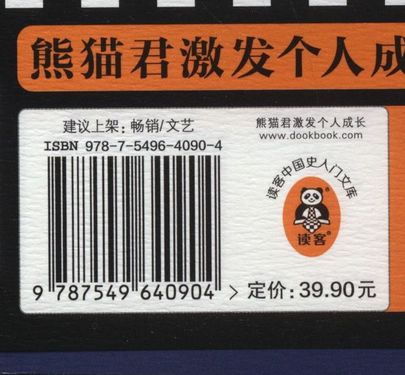 熊猫君激发个人成
建议上架：畅销/文艺
ISBN 978-7-5496-4090-4
9 787549 640904 >
熊猫君激发个人成长
www.dookbook.com
读客中国史入门文库
读客®
定价：39.90元